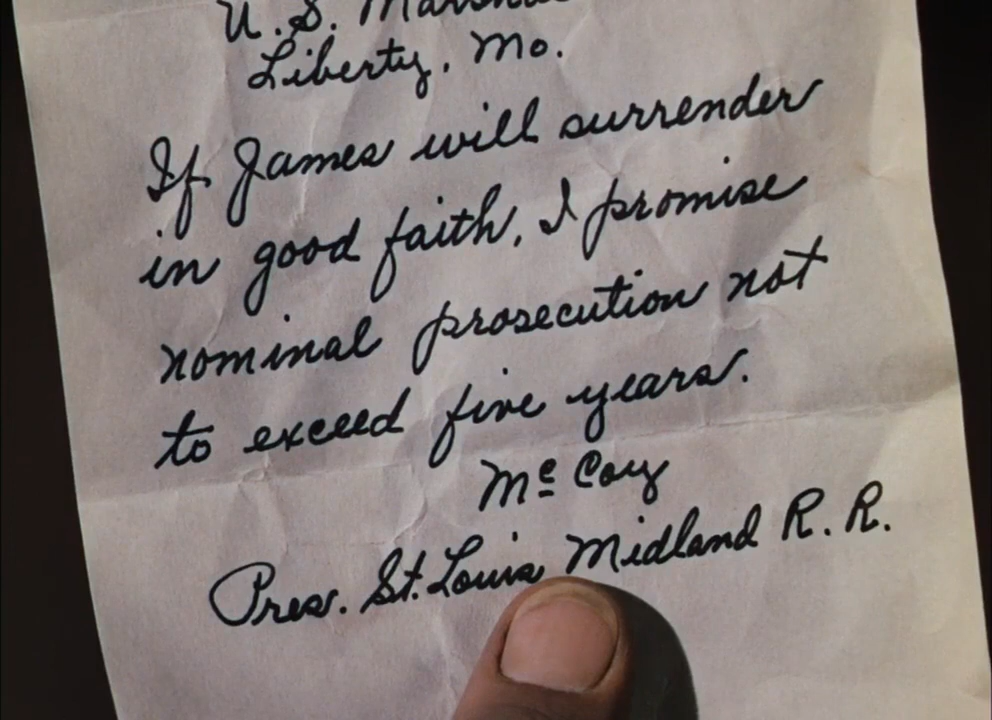 U. S. Marshal
Liberty, Mo.
If James will surrender
in good faith, I promise
nominal prosecution not
to exceed five years.
McCoy
Pres. St. Louis Midland R. R.